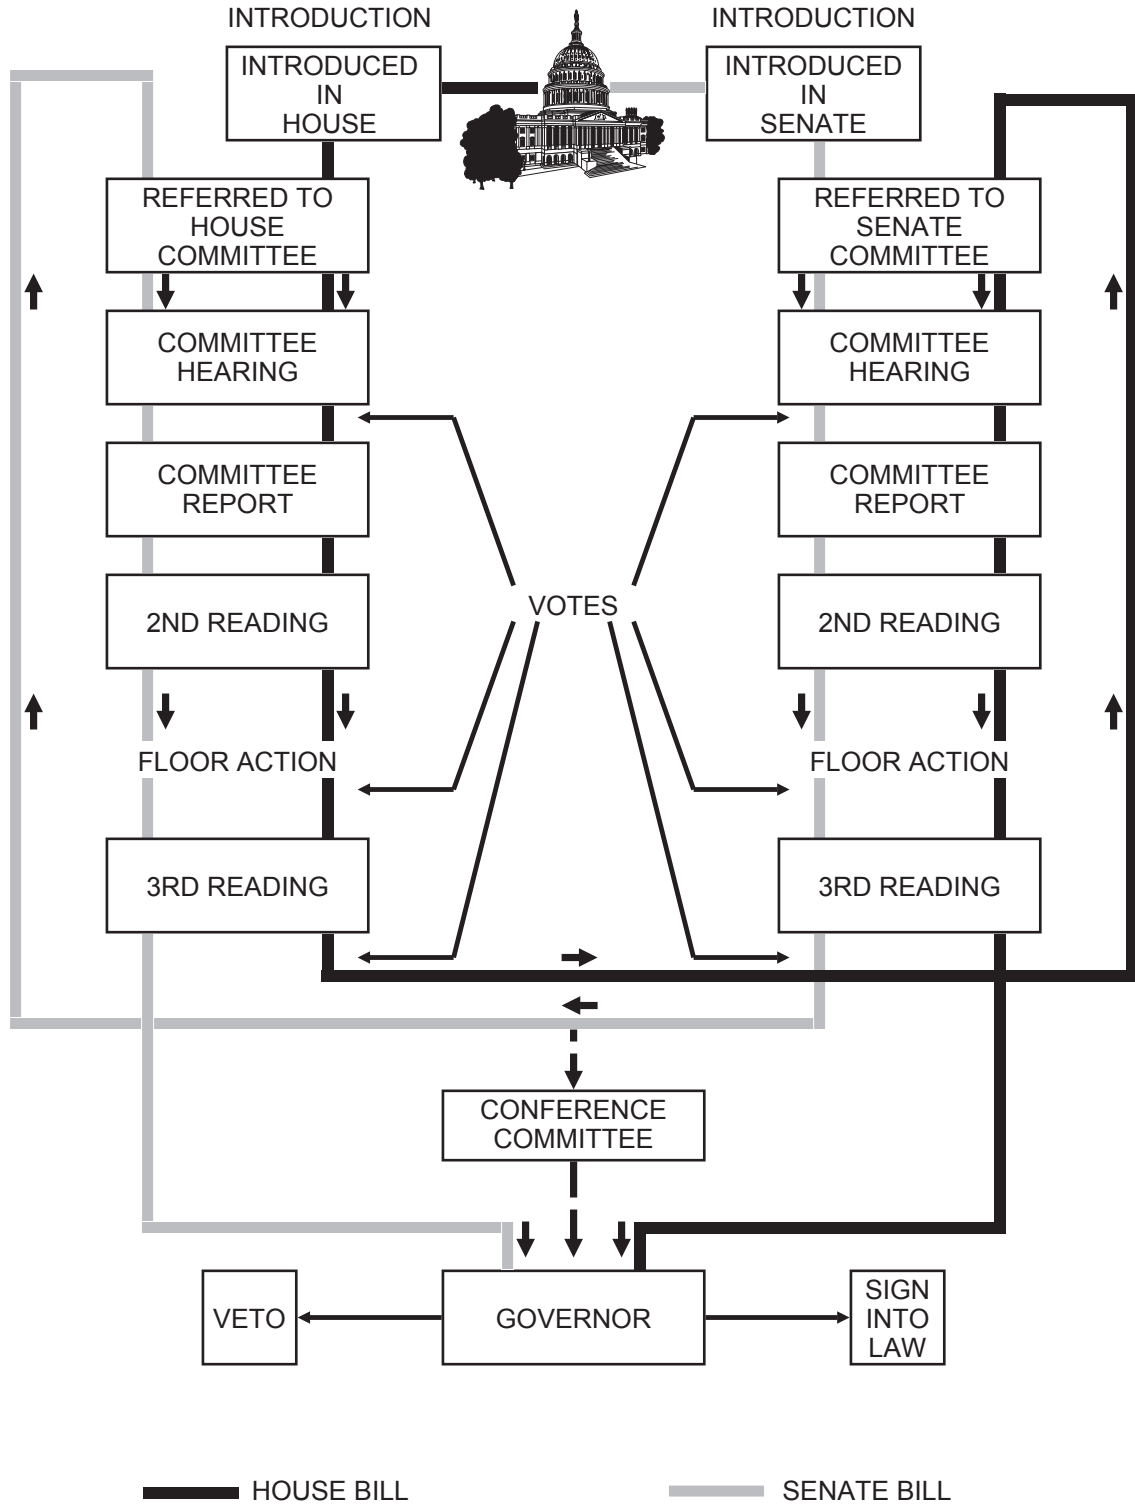 INTRODUCTION
INTRODUCTION
INTRODUCED
IN
HOUSE
INTRODUCED
IN
SENATE
REFERRED TO
HOUSE
COMMITTEE
REFERRED TO
SENATE
COMMITTEE
COMMITTEE
HEARING
COMMITTEE
HEARING
COMMITTEE
REPORT
COMMITTEE
REPORT
2ND READING
VOTES
2ND READING
FLOOR ACTION
FLOOR ACTION
3RD READING
3RD READING
CONFERENCE
COMMITTEE
VETO
GOVERNOR
SIGN
INTO
LAW
HOUSE BILL
SENATE BILL